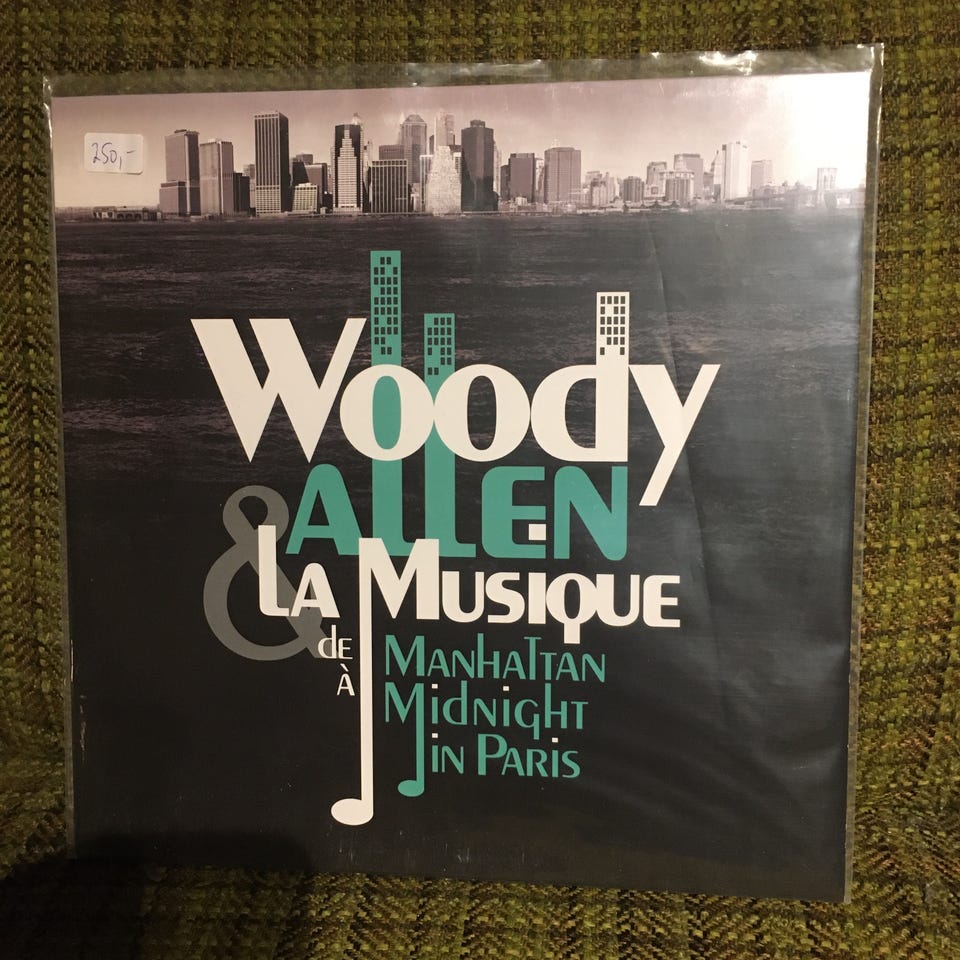 250,-
Woody
ALLEN
& LA MUSIQUE
de MANHATTAN
À MidNiGHT
iN PARiS